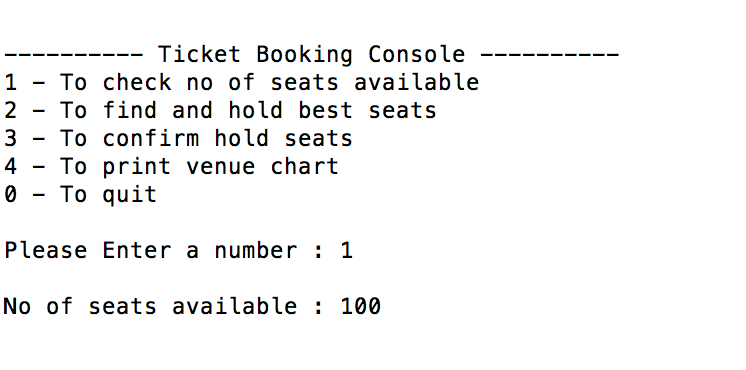 ---------- Ticket Booking Console ----------
1 - To check no of seats available
2 - To find and hold best seats
3 - To confirm hold seats
4 - To print venue chart
0 - To quit
Please Enter a number : 1
No of seats available : 100